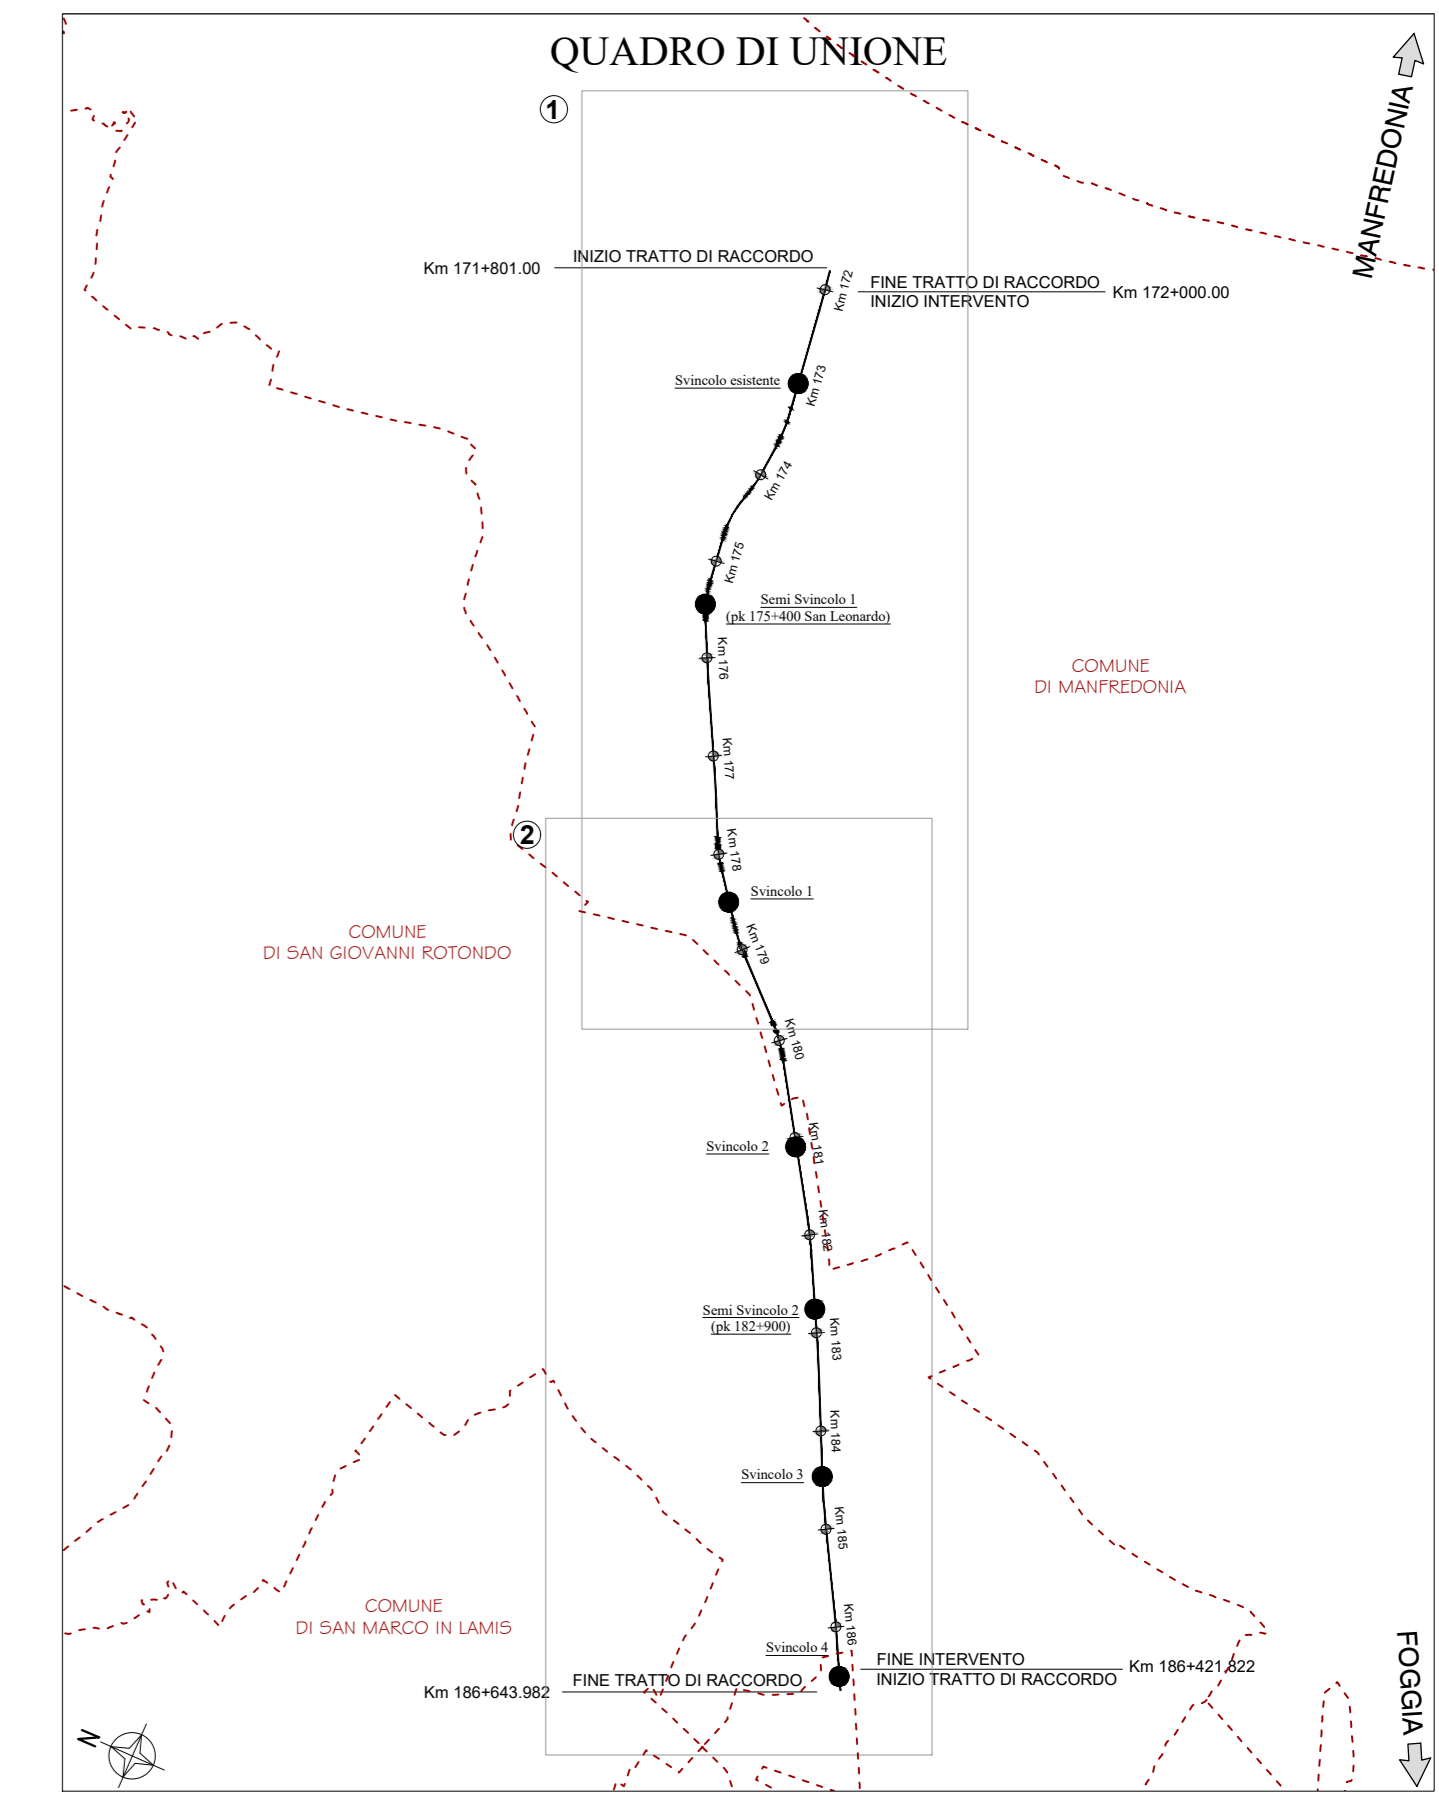 QUADRO DI UNIONE
1
MANFREDONIA
INIZIO TRATTO DI RACCORDO
Km 171+801.00
Km 172
FINE TRATTO DI RACCORDO
INIZIO INTERVENTO
Km 172+000.00
Svincolo esistente
Km 173
Km 174
Km 175
Semi Svincolo 1
(pk 175+400 San Leonardo)
Km 176
COMUNE
DI MANFREDONIA
Km 177
2
Km 178
Svincolo 1
COMUNE
DI SAN GIOVANNI ROTONDO
Km 179
Km 180
Svincolo 2
Km 181
Km 182
Semi Svincolo 2
(pk 182+900)
Km 183
Km 184
Svincolo 3
Km 185
COMUNE
DI SAN MARCO IN LAMIS
Km 186
Svincolo 4
FINE INTERVENTO
INIZIO TRATTO DI RACCORDO
Km 186+421.822
FINE TRATTO DI RACCORDO
Km 186+643.982
FOGGIA
N